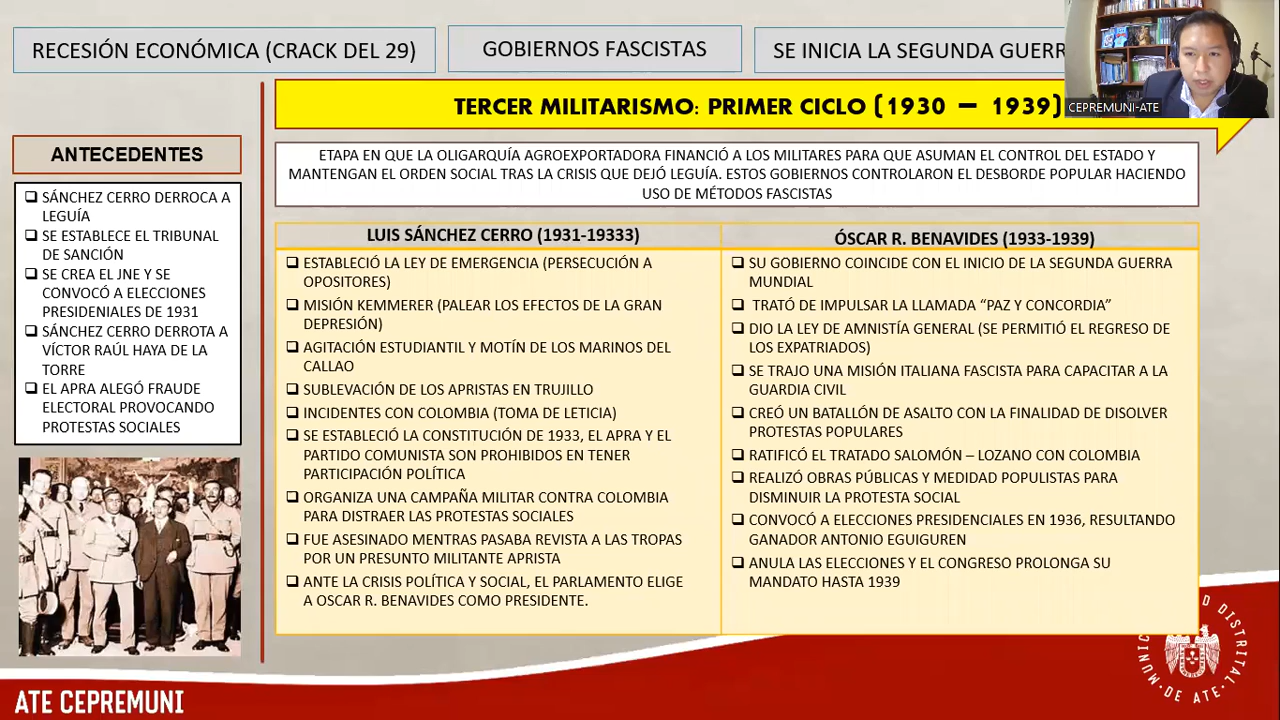 RECESIÓN ECONÓMICA (CRACK DEL 29)
GOBIERNOS FASCISTAS
SE INICIA LA SEGUNDA
CEPREMUNI-ATE
TERCER MILITARISMO: PRIMER CICLO (1930 – 1939)
ETAPA EN QUE LA OLIGARQUÍA AGROEXPORTADORA FINANCIÓ A LOS MILITARES PARA QUE ASUMAN EL CONTROL DEL ESTADO Y
MANTENGAN EL ORDEN SOCIAL TRAS LA CRISIS QUE DEJÓ LEGUÍA. ESTOS GOBIERNOS CONTROLARON EL DESBORDE POPULAR HACIENDO
USO DE MÉTODOS FASCISTAS
ANTECEDENTES
SÁNCHEZ CERRO DERROCA A
LEGUÍA
SE ESTABLECE EL TRIBUNAL
DE SANCIÓN
SE CREA EL JNE Y SE
CONVOCÓ A ELECCIONES
PRESIDENIALES DE 1931
SÁNCHEZ CERRO DERROTA A
VÍCTOR RAÚL HAYA DE LA
TORRE
EL APRA ALEGÓ FRAUDE
ELECTORAL PROVOCANDO
PROTESTAS SOCIALES
LUIS SÁNCHEZ CERRO (1931-19333)
ESTABLECIÓ LA LEY DE EMERGENCIA (PERSECUCIÓN A
OPOSITORES)
MISIÓN KEMMERER (PALEAR LOS EFECTOS DE LA GRAN
DEPRESIÓN)
AGITACIÓN ESTUDIANTIL Y MOTÍN DE LOS MARINOS DEL
CALLAO
SUBLEVACIÓN DE LOS APRISTAS EN TRUJILLO
INCIDENTES CON COLOMBIA (TOMA DE LETICIA)
SE ESTABLECIÓ LA CONSTITUCIÓN DE 1933, EL APRA Y EL
PARTIDO COMUNISTA SON PROHIBIDOS EN TENER
PARTICIPACIÓN POLÍTICA
ORGANIZA UNA CAMPAÑA MILITAR CONTRA COLOMBIA
PARA DISTRAER LAS PROTESTAS SOCIALES
FUE ASESINADO MENTRAS PASABA REVISTA A LAS TROPAS
POR UN PRESUNTO MILITANTE APRISTA
ANTE LA CRISIS POLÍTICA Y SOCIAL, EL PARLAMENTO ELIGE
A OSCAR R. BENAVIDES COMO PRESIDENTE.
ÓSCAR R. BENAVIDES (1933-1939)
SU GOBIERNO COINCIDE CON EL INICIO DE LA SEGUNDA GUERRA
MUNDIAL
TRATÓ DE IMPULSAR LA LLAMADA “PAZ Y CONCORDIA”
DIO LA LEY DE AMNISTÍA GENERAL (SE PERMITIÓ EL REGRESO DE
LOS EXPATRIADOS)
SE TRAJO UNA MISIÓN ITALIANA FASCISTA PARA CAPACITAR A LA
GUARDIA CIVIL
CREÓ UN BATALLÓN DE ASALTO CON LA FINALIDAD DE DISOLVER
PROTESTAS POPULARES
RATIFICÓ EL TRATADO SALOMÓN – LOZANO CON COLOMBIA
REALIZÓ OBRAS PÚBLICAS Y MEDIDAD POPULISTAS PARA
DISMINUIR LA PROTESTA SOCIAL
CONVOCÓ A ELECCIONES PRESIDENCIALES EN 1936, RESULTANDO
GANADOR ANTONIO EGUIGUREN
ANULA LAS ELECCIONES Y EL CONGRESO PROLONGA SU
MANDATO HASTA 1939
ATE CEPREMUNI
DISTRITAL
DE ATE